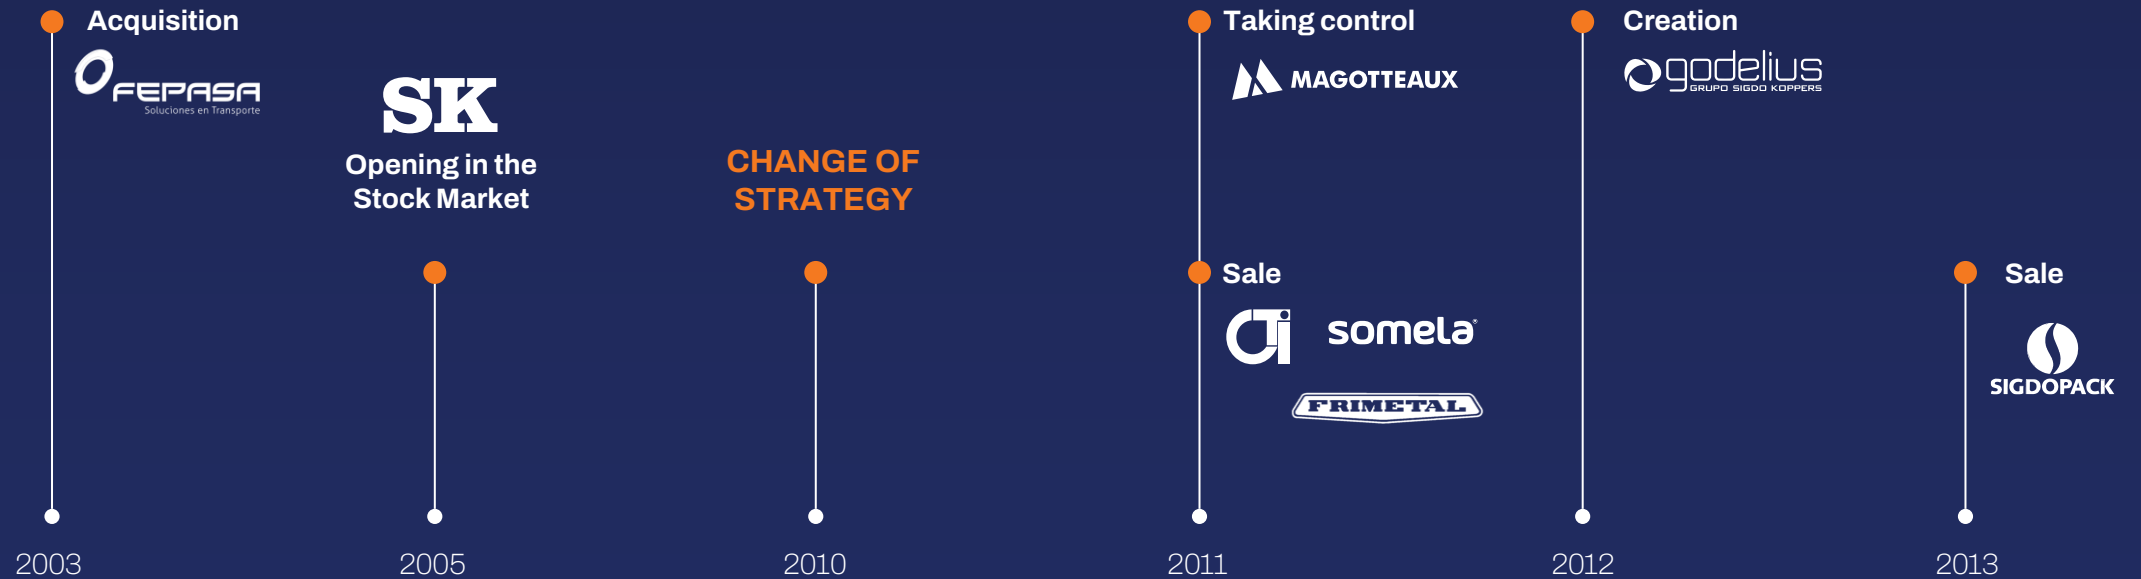 Acquisition
FEPASA
Soluciones en Transporte
SK
Opening in the
Stock Market
CHANGE OF
STRATEGY
Taking control
MAGOTTEAUX
Sale
CTi
somela®
FRIMETAL
Creation
godelius
GRUPO SIGDO KOPPERS
Sale
SIGDOPACK
2003
2005
2010
2011
2012
2013